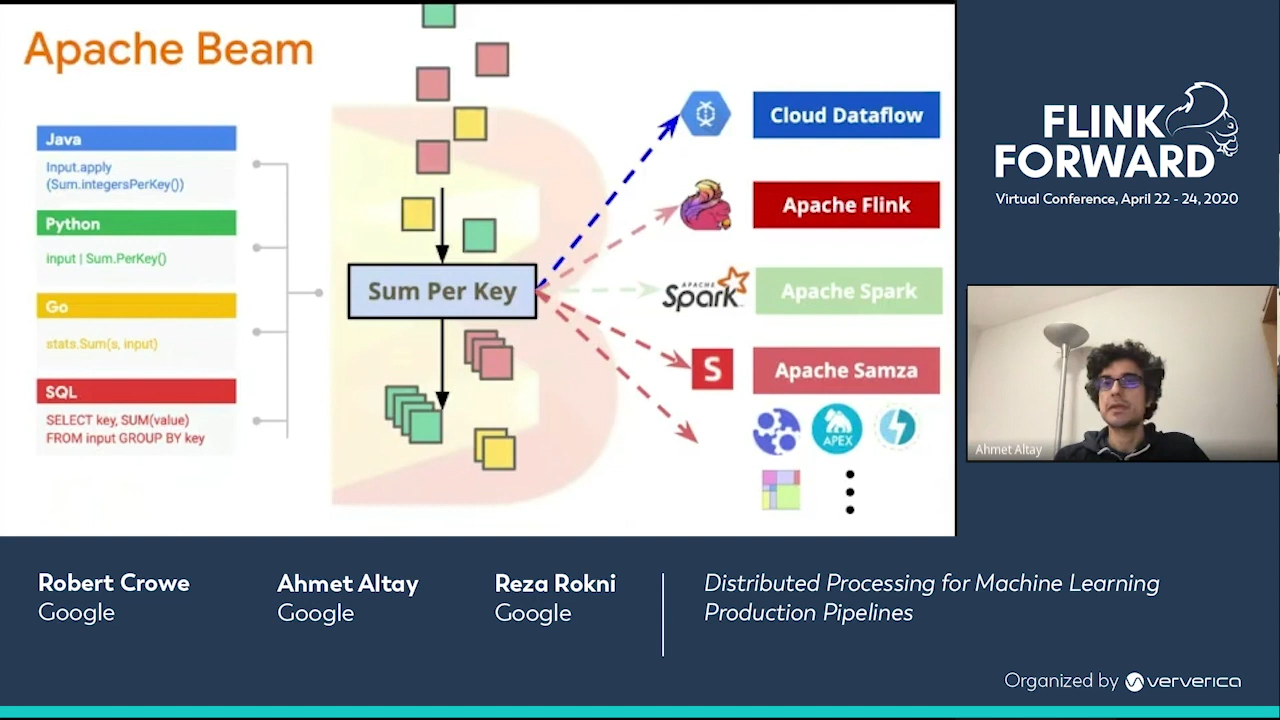 Apache Beam
Java
Input.apply
(Sum.integersPerKey())
Python
input | Sum.PerKey()
Go
stats.Sum(s, input)
SQL
SELECT key, SUM(value)
FROM input GROUP BY key
Sum Per Key
Cloud Dataflow
Apache Flink
APACHE
Spark
Apache Spark
S
Apache Samza
APEX
FLINK
FORWARD
Virtual Conference, April 22 - 24, 2020
Ahmet Altay
Robert Crowe
Google
Ahmet Altay
Google
Reza Rokni
Google
Distributed Processing for Machine Learning
Production Pipelines
Organized by ververica